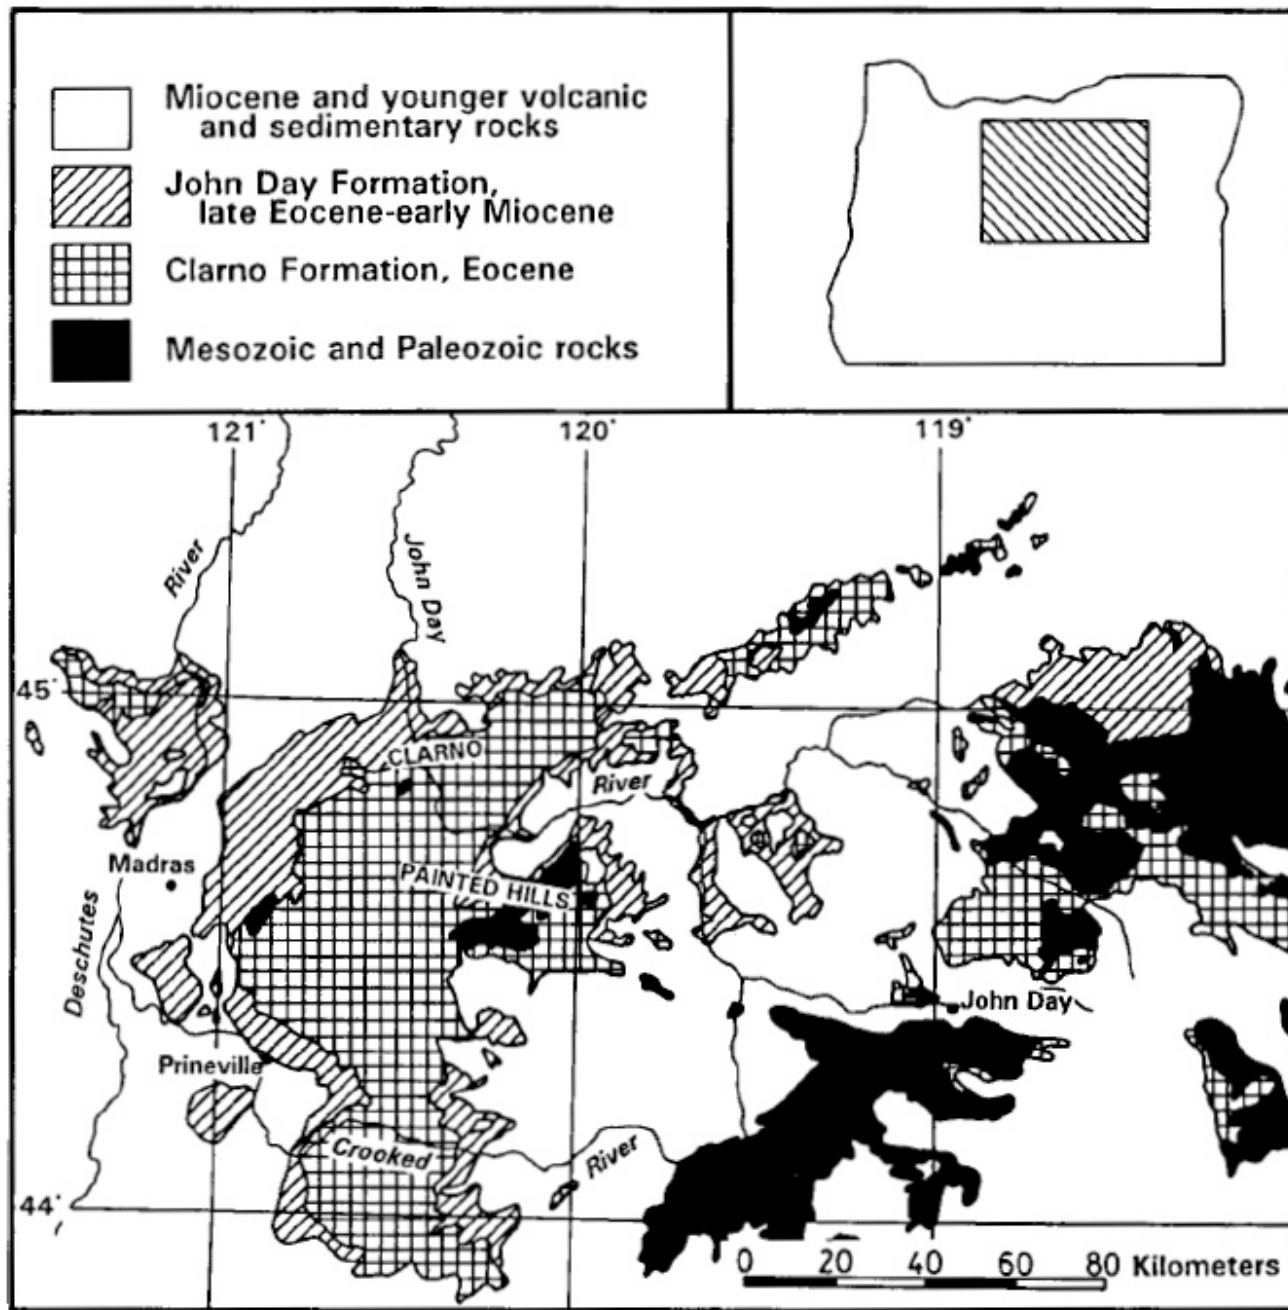 Miocene and younger volcanic
and sedimentary rocks
John Day Formation,
late Eocene-early Miocene
Clarno Formation, Eocene
Mesozoic and Paleozoic rocks
121°
120°
119°
River
John Day
45°
CLARNO
River
Madras
PAINTED HILLS
Deschutes
John Day
Prineville
Crooked
River
44°
0 20 40 60 80 Kilometers